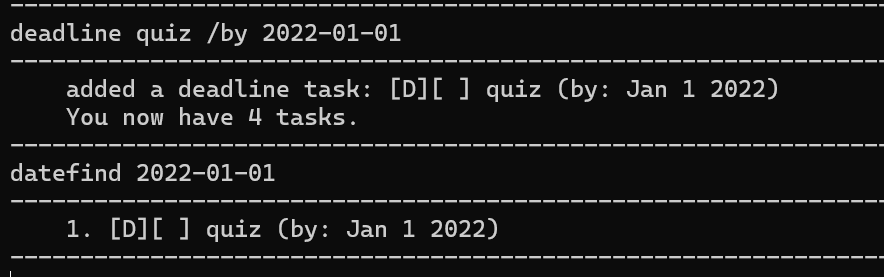 deadline quiz /by 2022-01-01
added a deadline task: [D][ ] quiz (by: Jan 1 2022)
You now have 4 tasks.
datefind 2022-01-01
1. [D][ ] quiz (by: Jan 1 2022)